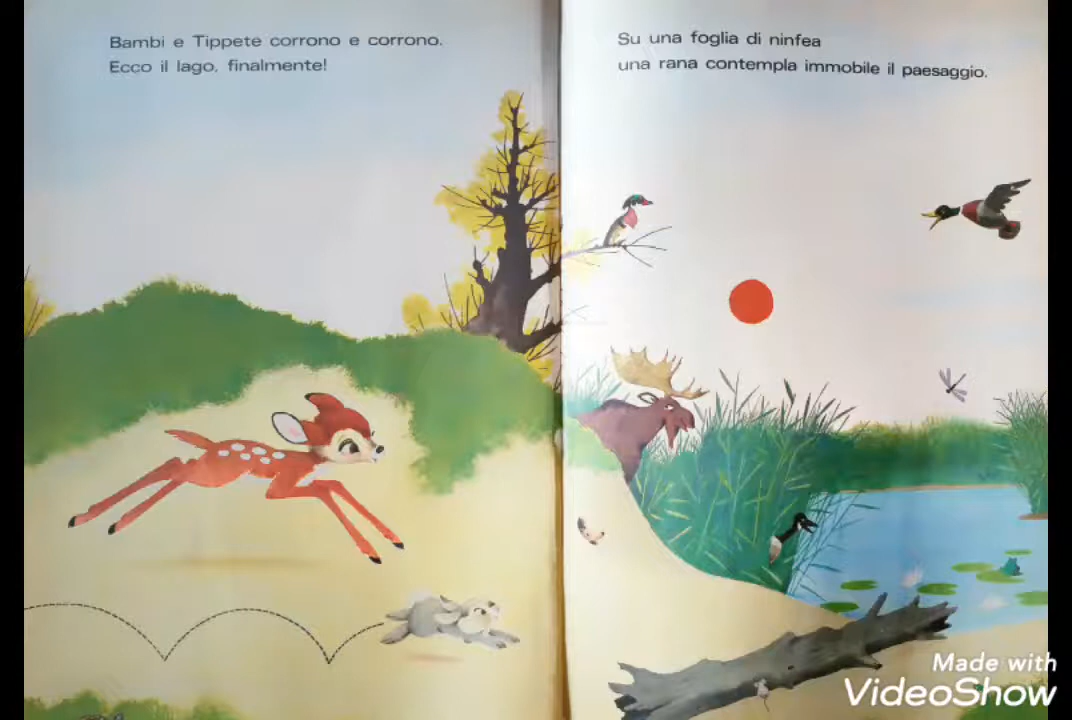 Bambi e Tippete corrono e corrono.
Ecco il lago, finalmente!
Su una foglia di ninfea
una rana contempla immobile il paesaggio.
Made with
VideoShow